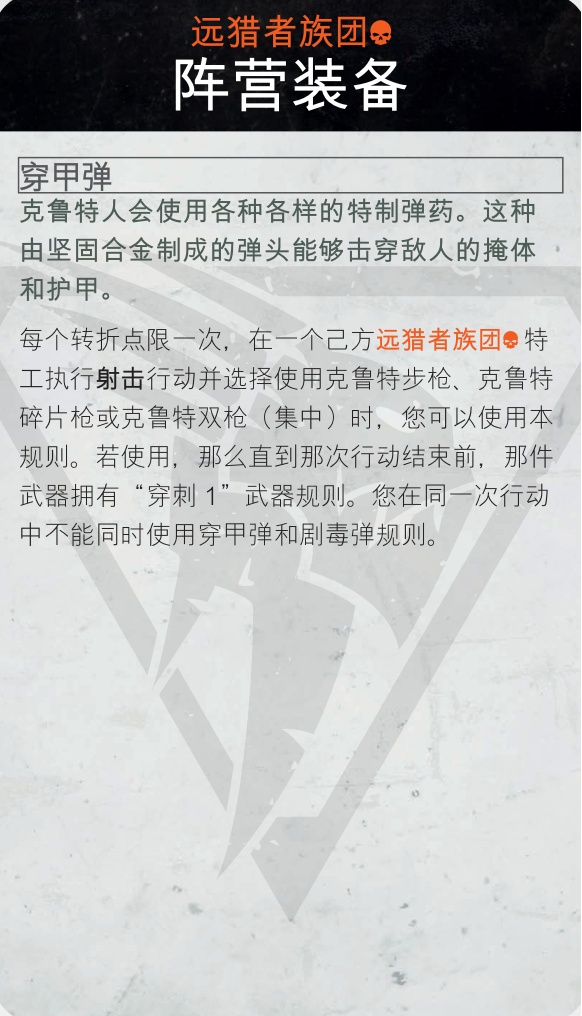 远猎者族团
阵营装备
穿甲弹
克鲁特人会使用各种各样的特制弹药。这种
由坚固合金制成的弹头能够击穿敌人的掩体
和护甲。
每个转折点限一次，在一个己方远猎者族团特
工执行射击行动并选择使用克鲁特步枪、克鲁特
碎片枪或克鲁特双枪（集中）时，您可以使用本
规则。若使用，那么直到那次行动结束前，那件
武器拥有“穿刺 1”武器规则。您在同一次行动
中不能同时使用穿甲弹和剧毒弹规则。